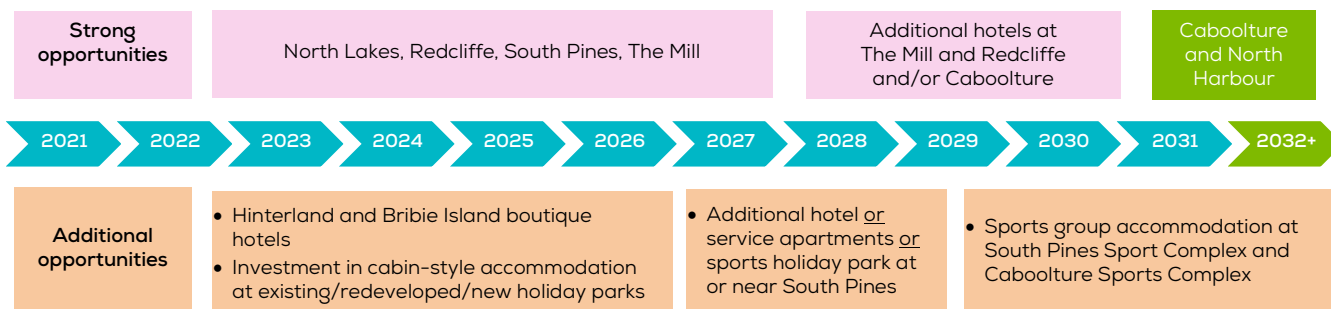 Strong
opportunities
North Lakes, Redcliffe, South Pines, The Mill
Additional hotels at
The Mill and Redcliffe
and/or Caboolture
Caboolture
and North
Harbour
2021
2022
2023
2024
2025
2026
2027
2028
2029
2030
2031
2032+
Additional
opportunities
• Hinterland and Bribie Island boutique
hotels
• Investment in cabin-style accommodation
at existing/redeveloped/new holiday parks
• Additional hotel or
service apartments or
sports holiday park at
or near South Pines
• Sports group accommodation at
South Pines Sport Complex and
Caboolture Sports Complex